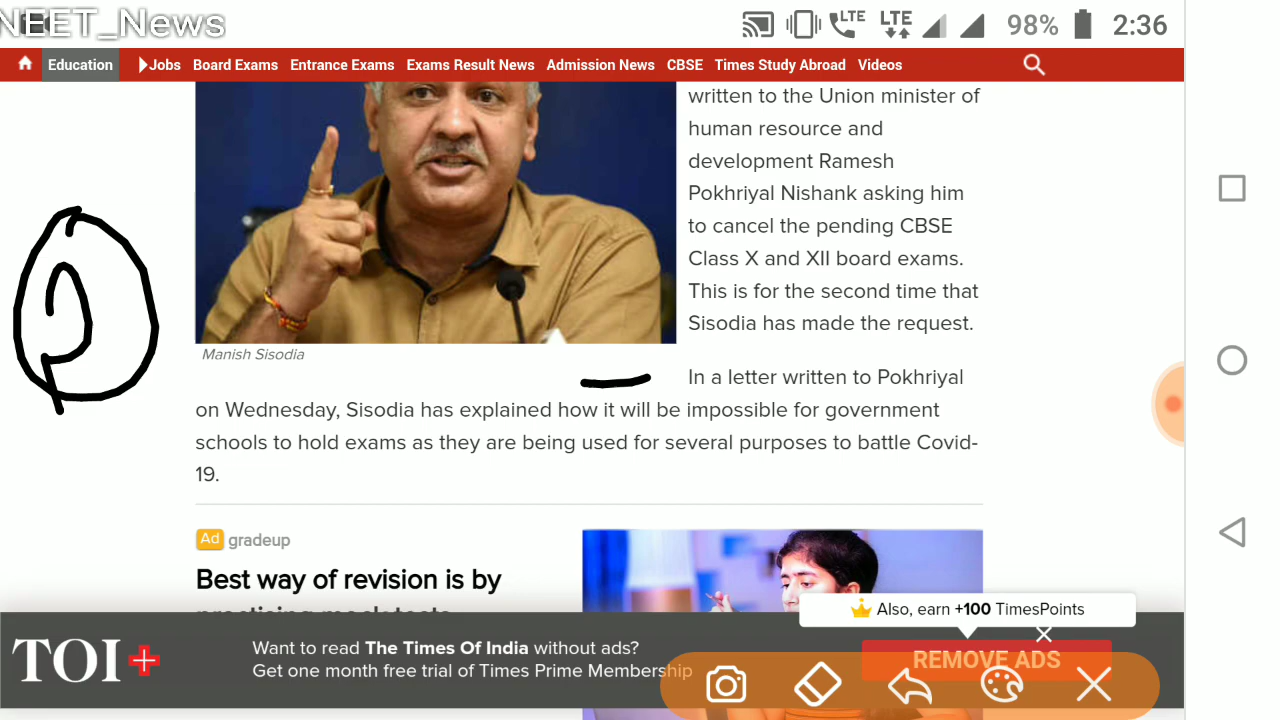 NEET_News
LTE LTE 98% 2:36
Education Jobs Board Exams Entrance Exams Exams Result News Admission News CBSE Times Study Abroad Videos
written to the Union minister of
human resource and
development Ramesh
Pokhriyal Nishank asking him
to cancel the pending CBSE
Class X and XII board exams.
This is for the second time that
Sisodia has made the request.
Manish Sisodia
In a letter written to Pokhriyal
on Wednesday, Sisodia has explained how it will be impossible for government
schools to hold exams as they are being used for several purposes to battle Covid-
19.
Ad gradeup
Best way of revision is by
practising mock tests
Also, earn +100 TimesPoints
TOI+
Want to read The Times Of India without ads?
Get one month free trial of Times Prime Membership
REMOVE ADS